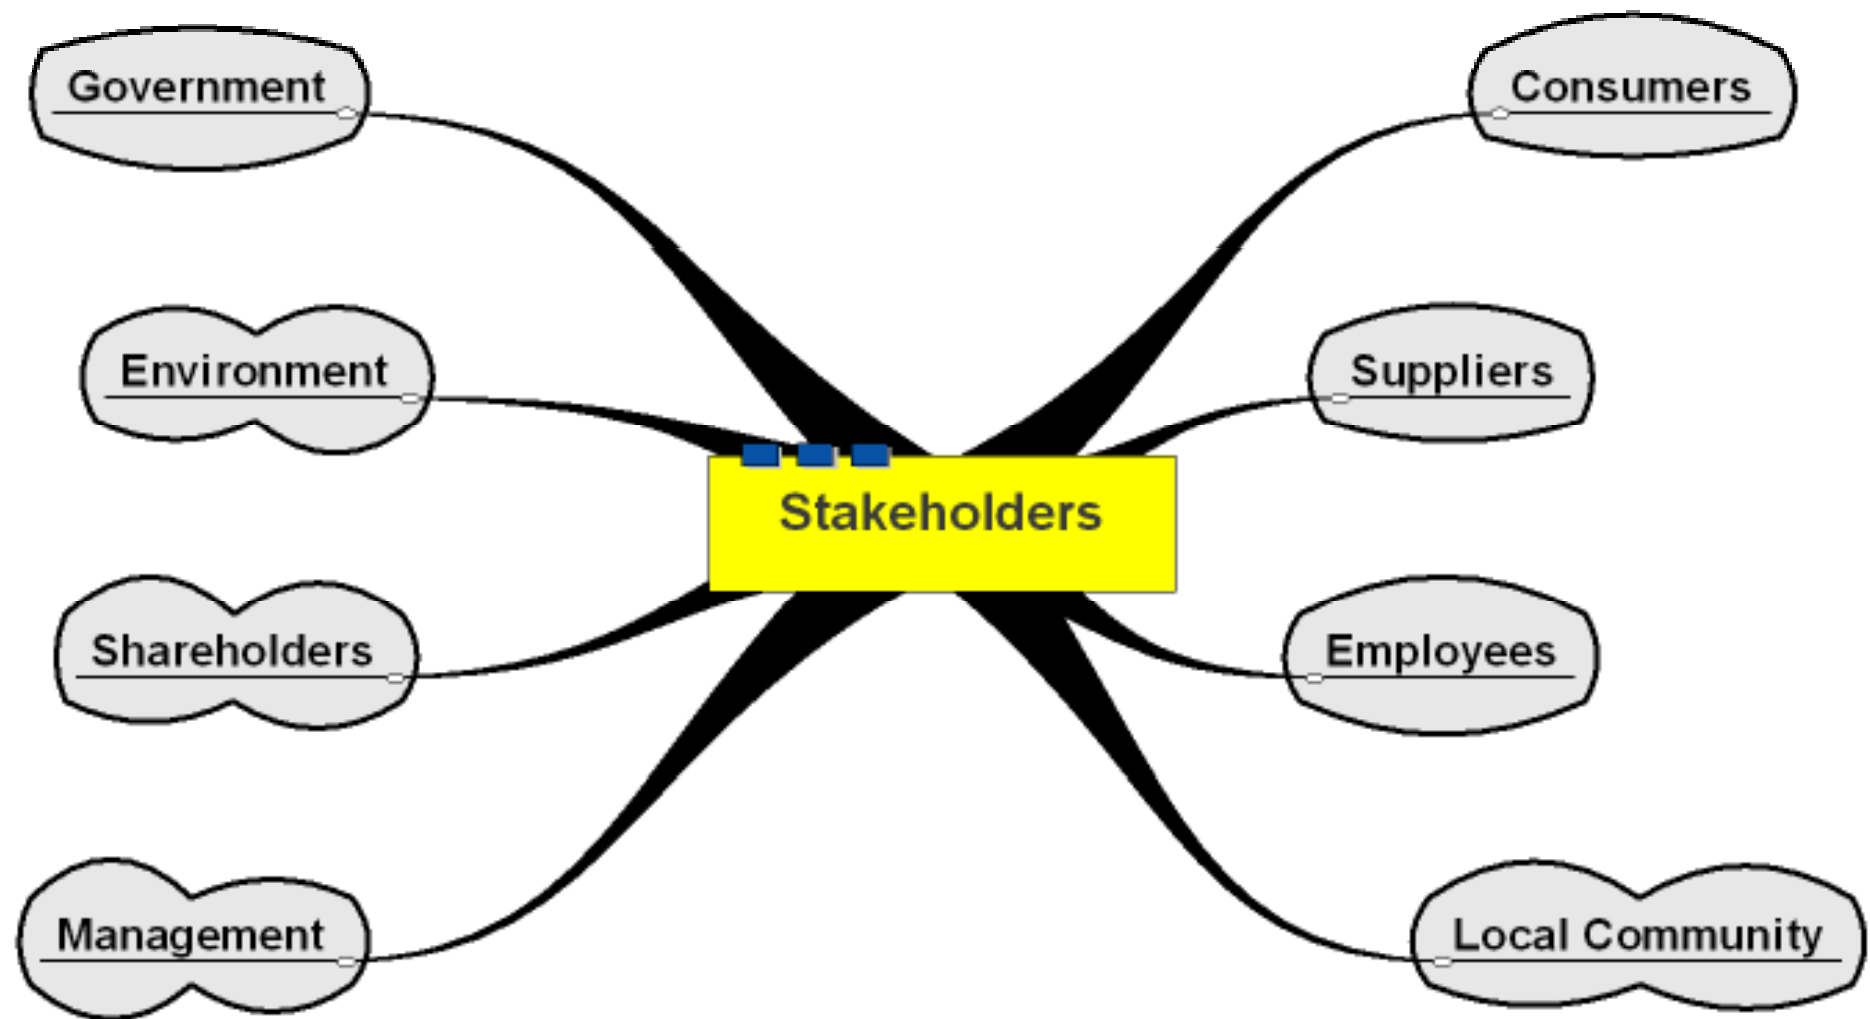 Government
Consumers
Environment
Suppliers
Stakeholders
Shareholders
Employees
Management
Local Community